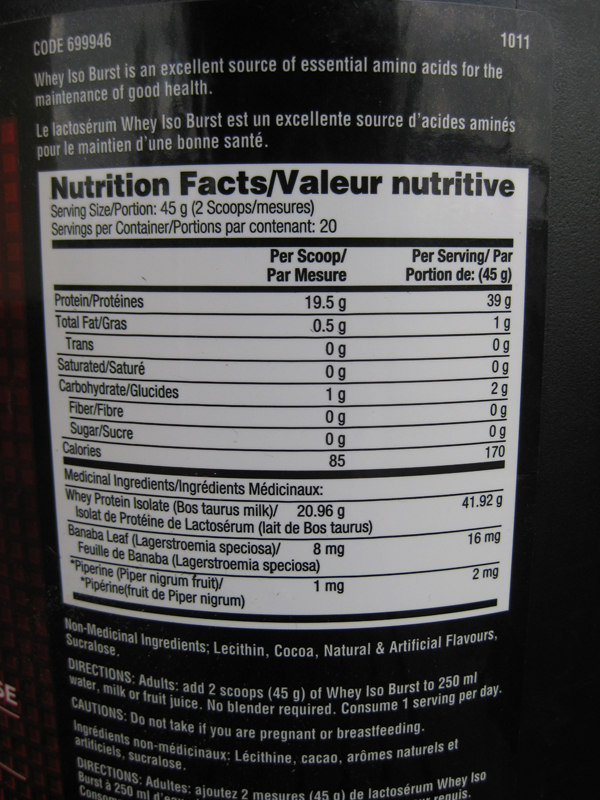 CODE 699946
1011
Whey Iso Burst is an excellent source of essential amino acids for the
maintenance of good health.
Le lactosérum Whey Iso Burst est un excellente source d'acides aminés
pour le maintien d'une bonne santé.
Nutrition Facts/Valeur nutritive
Serving Size/Portion: 45 g (2 Scoops/mesures)
Servings per Container/Portions par contenant: 20
Per Scoop/ Per Serving/ Par
Par Mesure Portion de: (45 g)
Protein/Protéines 19.5 g 39 g
Total Fat/Gras 0.5 g 1 g
Trans 0 g 0 g
Saturated/Saturé 0 g 0 g
Carbohydrate/Glucides 1 g 2 g
Fiber/Fibre 0 g 0 g
Sugar/Sucre 0 g 0 g
Calories 85 170
Medicinal Ingredients/Ingrédients Médicinaux:
Whey Protein Isolate (Bos taurus milk)/ 20.96 g 41.92 g
Isolat de Protéine de Lactosérum (lait de Bos taurus)
Banaba Leaf (Lagerstroemia speciosa)/ 8 mg 16 mg
Feuille de Banaba (Lagerstroemia speciosa)
*Piperine (Piper nigrum fruit)/ 1 mg 2 mg
*Pipérine(fruit de Piper nigrum)
Non-Medicinal Ingredients; Lecithin, Cocoa, Natural & Artificial Flavours,
Sucralose.
DIRECTIONS: Adults: add 2 scoops (45 g) of Whey Iso Burst to 250 ml
water, milk or fruit juice. No blender required. Consume 1 serving per day.
CAUTIONS: Do not take if you are pregnant or breastfeeding.
Ingrédients non-médicinaux; Lécithine, cacao, arômes naturels et
artificiels, sucralose.
DIRECTIONS: Adultes: ajoutez 2 mesures (45 g) de lactosérum Whey Iso
Burst à 250 ml